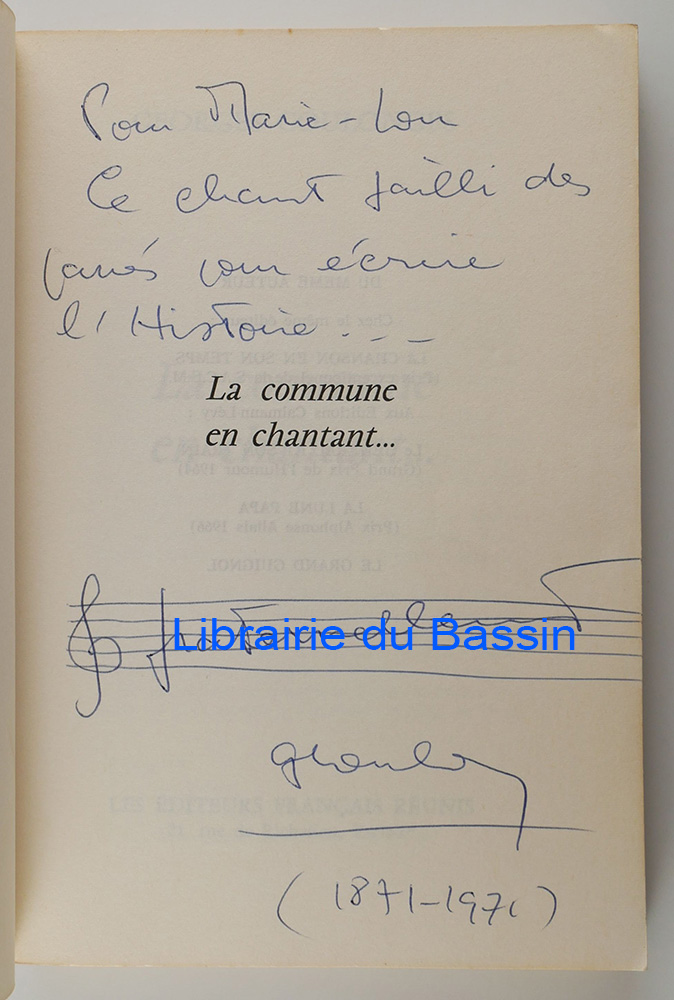 Pour Marie-Lou
Ce chant jailli des
pavés pour écrire
l'Histoire...
La commune
en chantant...
fraternellement
Librairie du Bassin
(1871-1971)